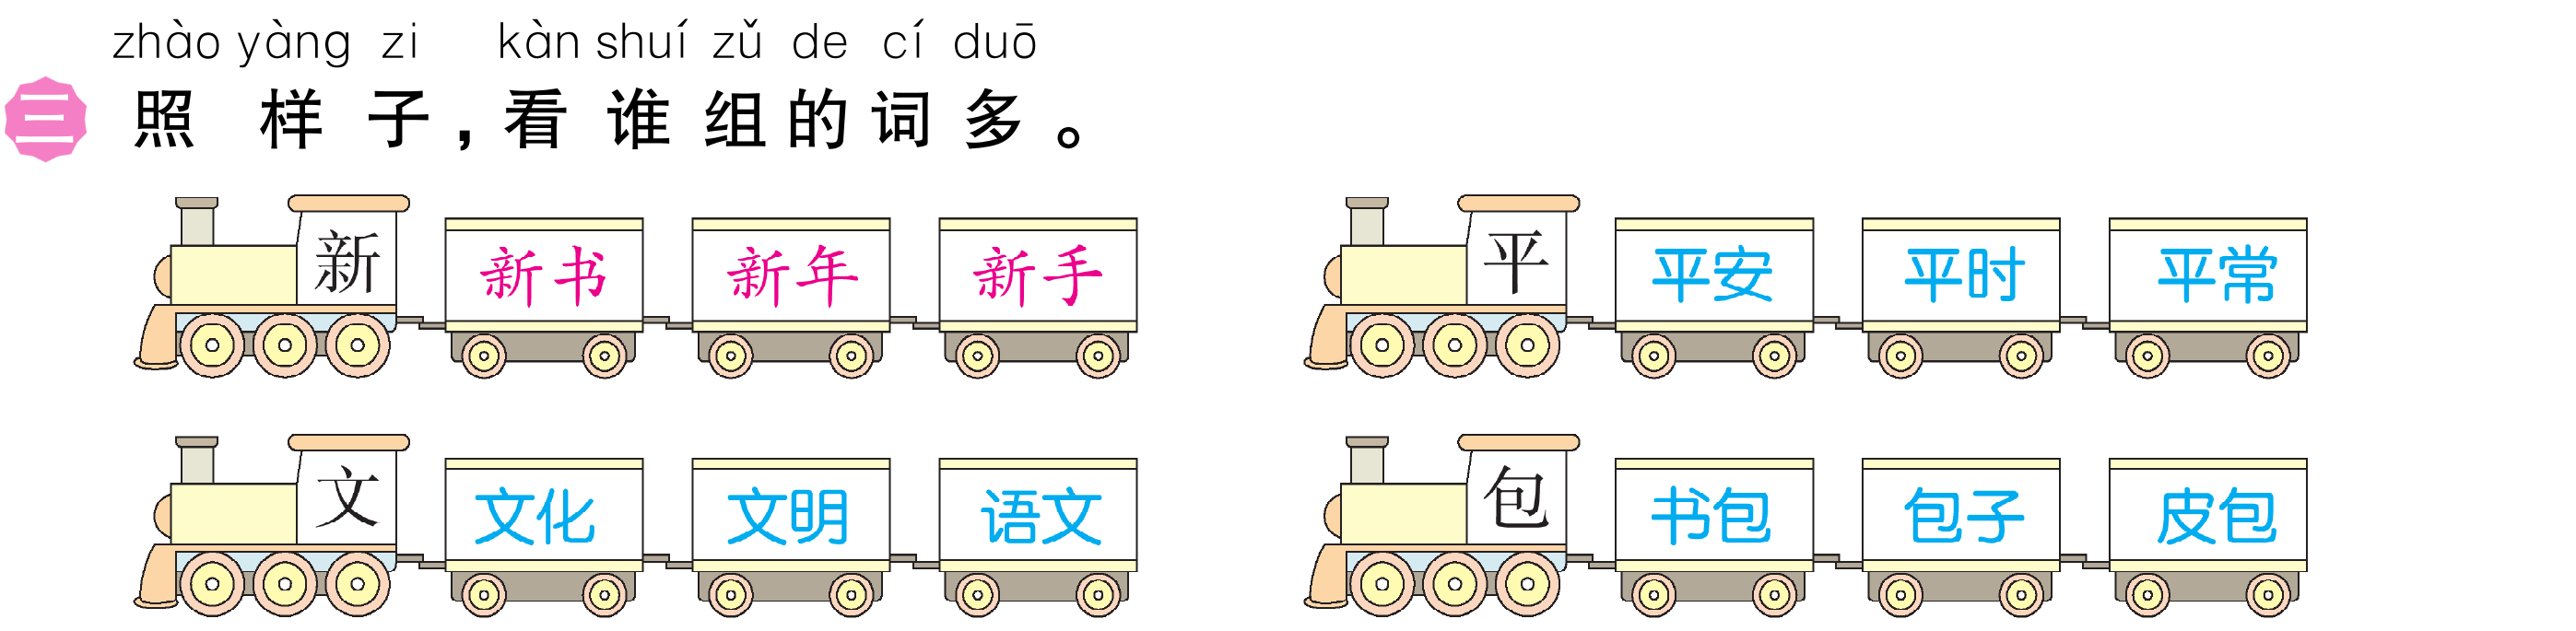 zhào yàng zi kàn shuí zǔ de cí duō
三 照样子，看谁组的词多。
新 新书 新年 新手 平 平安 平时 平常
文 文化 文明 语文 包 书包 包子 皮包